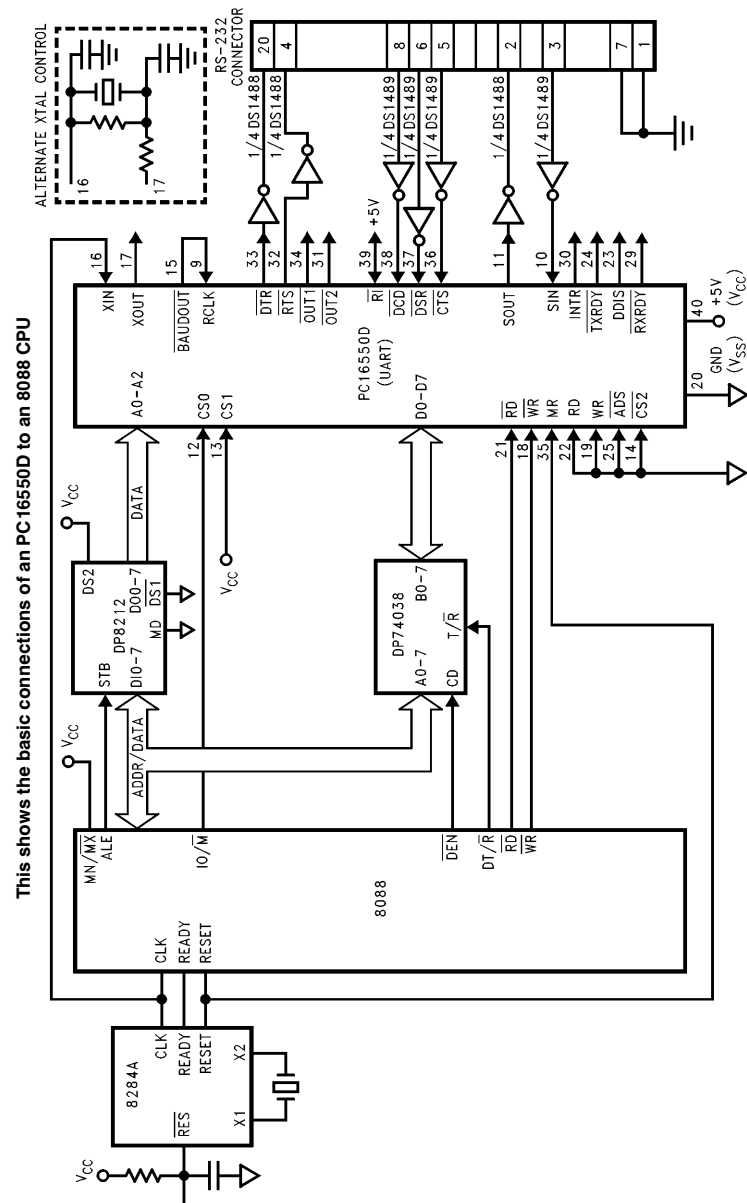 This shows the basic connections of an PC16550D to an 8088 CPU
ALTERNATE XTAL CONTROL
16
17
RS-232
CONNECTOR
20
4
8
6
5
2
3
7
1
1/4 DS1488
1/4 DS1488
1/4 DS1489
1/4 DS1489
1/4 DS1489
1/4 DS1488
1/4 DS1489
16
17
15
9
33
32
34
31
39
+5V
38
37
36
11
10
30
24
23
29
XIN
XOUT
BAUDOUT
RCLK
DTR
RTS
OUT1
OUT2
RI
DCD
DSR
CTS
SOUT
SIN
INTR
TXRDY
DDIS
RXRDY
PC16550D
(UART)
A0-A2
CS0
CS1
D0-D7
RD
WR
MR
RD
WR
ADS
CS2
12
13
21
18
35
22
19
25
14
20
GND
(VSS)
40
+5V
(VCC)
VCC
DATA
VCC
DS2
DP8212
DO0-7
DS1
MD
STB
DI0-7
DP74038
B0-7
T/R
A0-7
CD
VCC
ADDR/DATA
MN/MX
ALE
IO/M
DEN
DT/R
RD
WR
8088
CLK
READY
RESET
CLK
READY
RESET
8284A
X2
X1
RES
VCC